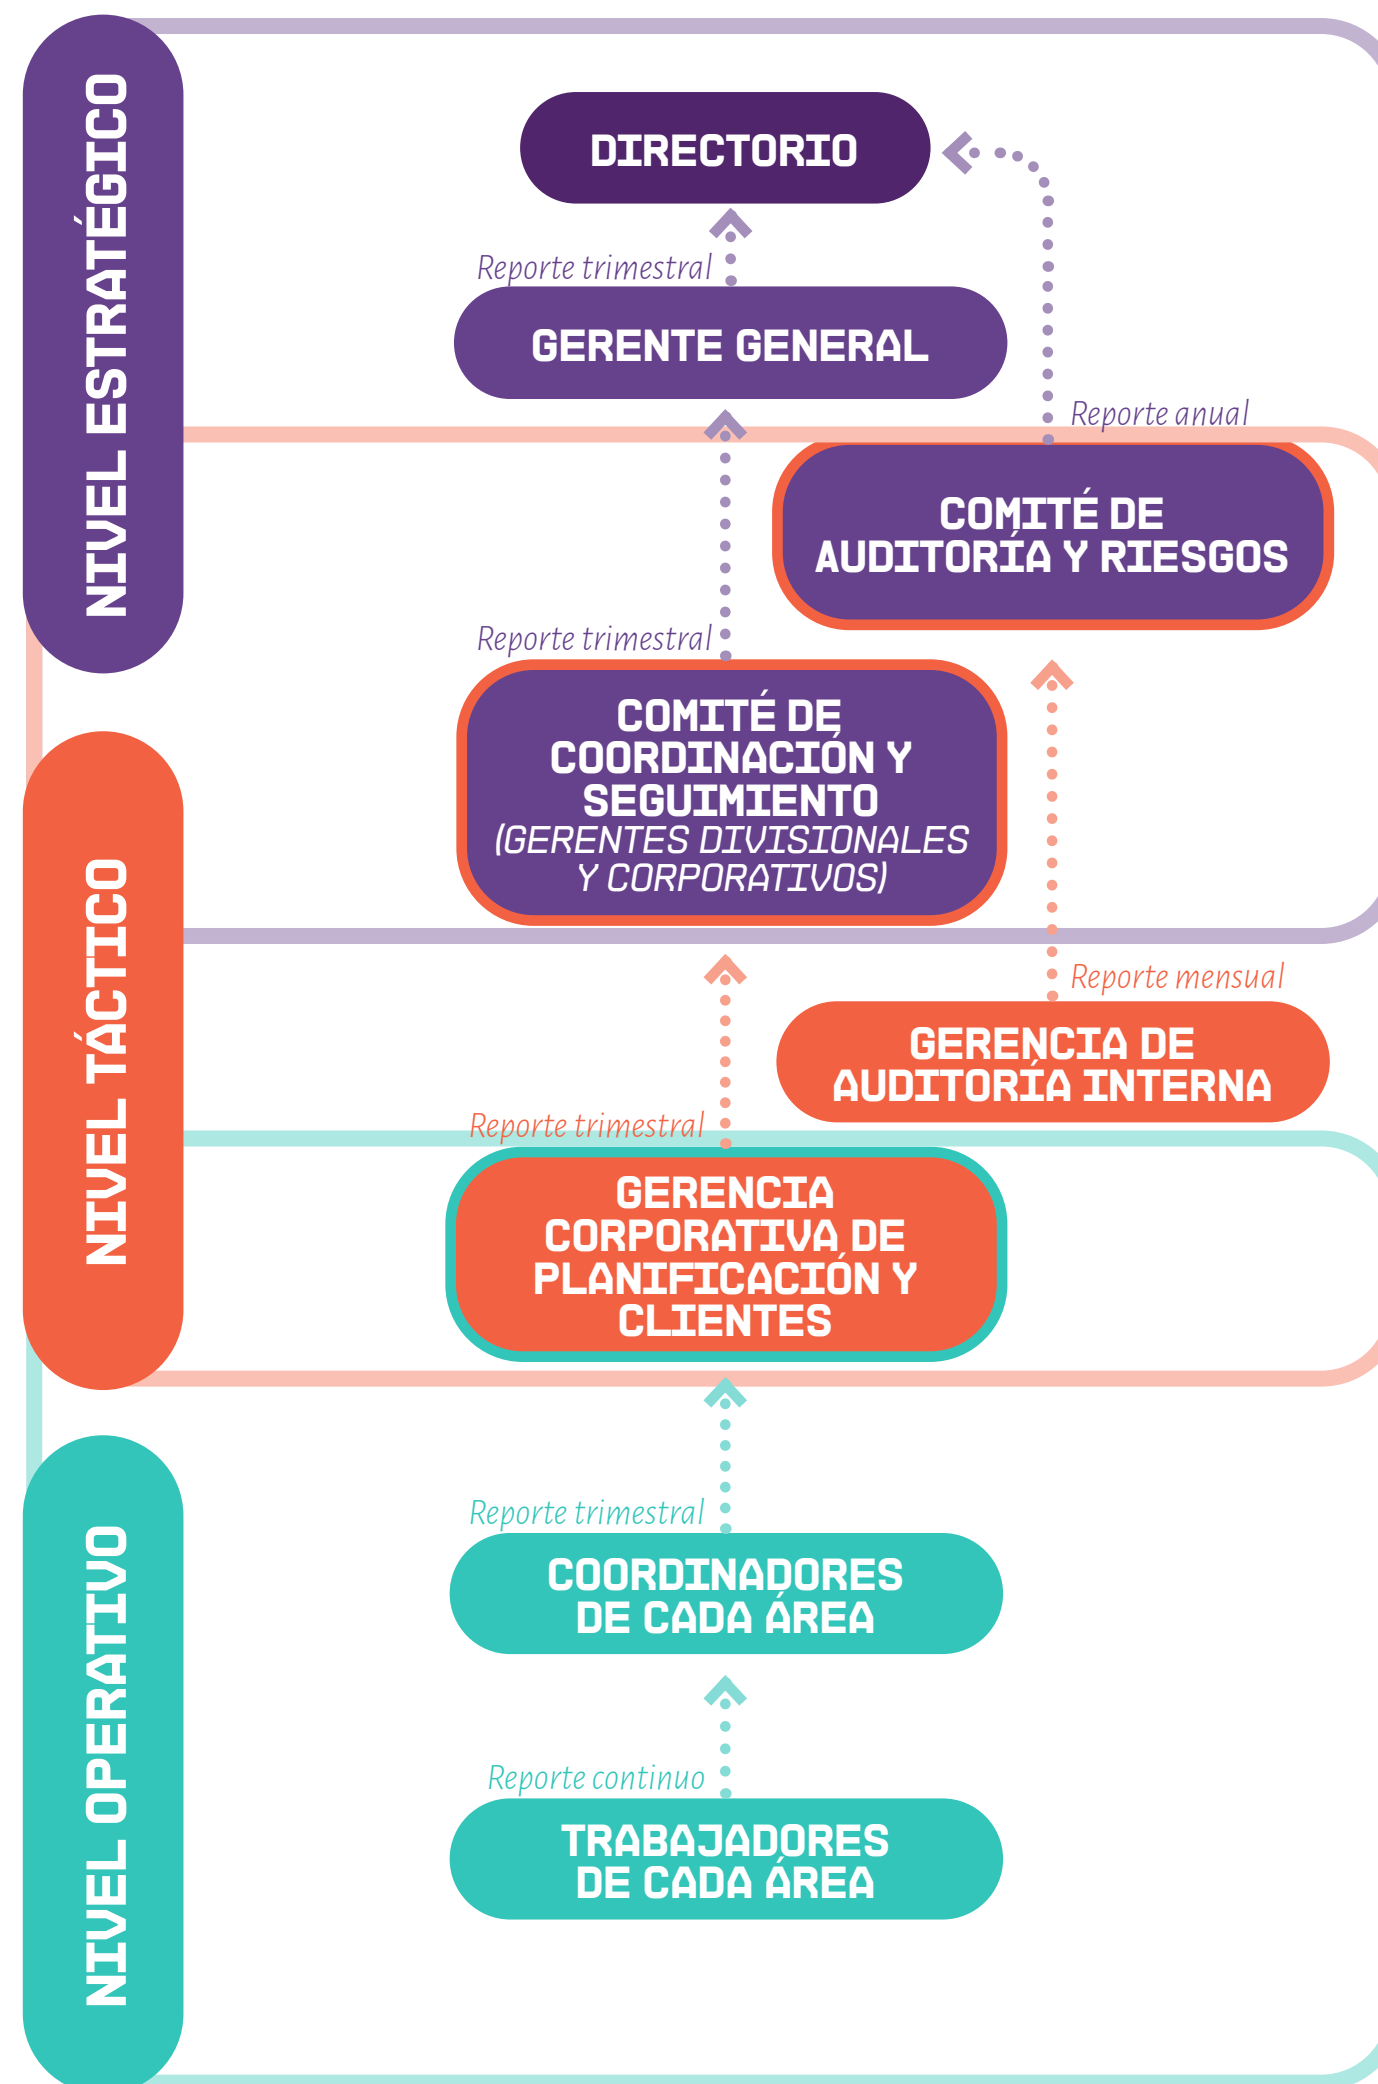 NIVEL ESTRATÉGICO
DIRECTORIO
Reporte trimestral
GERENTE GENERAL
Reporte anual
COMITÉ DE
AUDITORÍA Y RIESGOS
Reporte trimestral
COMITÉ DE
COORDINACIÓN Y
SEGUIMIENTO
(GERENTES DIVISIONALES
Y CORPORATIVOS)
NIVEL TÁCTICO
Reporte mensual
GERENCIA DE
AUDITORÍA INTERNA
Reporte trimestral
GERENCIA
CORPORATIVA DE
PLANIFICACIÓN Y
CLIENTES
NIVEL OPERATIVO
Reporte trimestral
COORDINADORES
DE CADA ÁREA
Reporte continuo
TRABAJADORES
DE CADA ÁREA